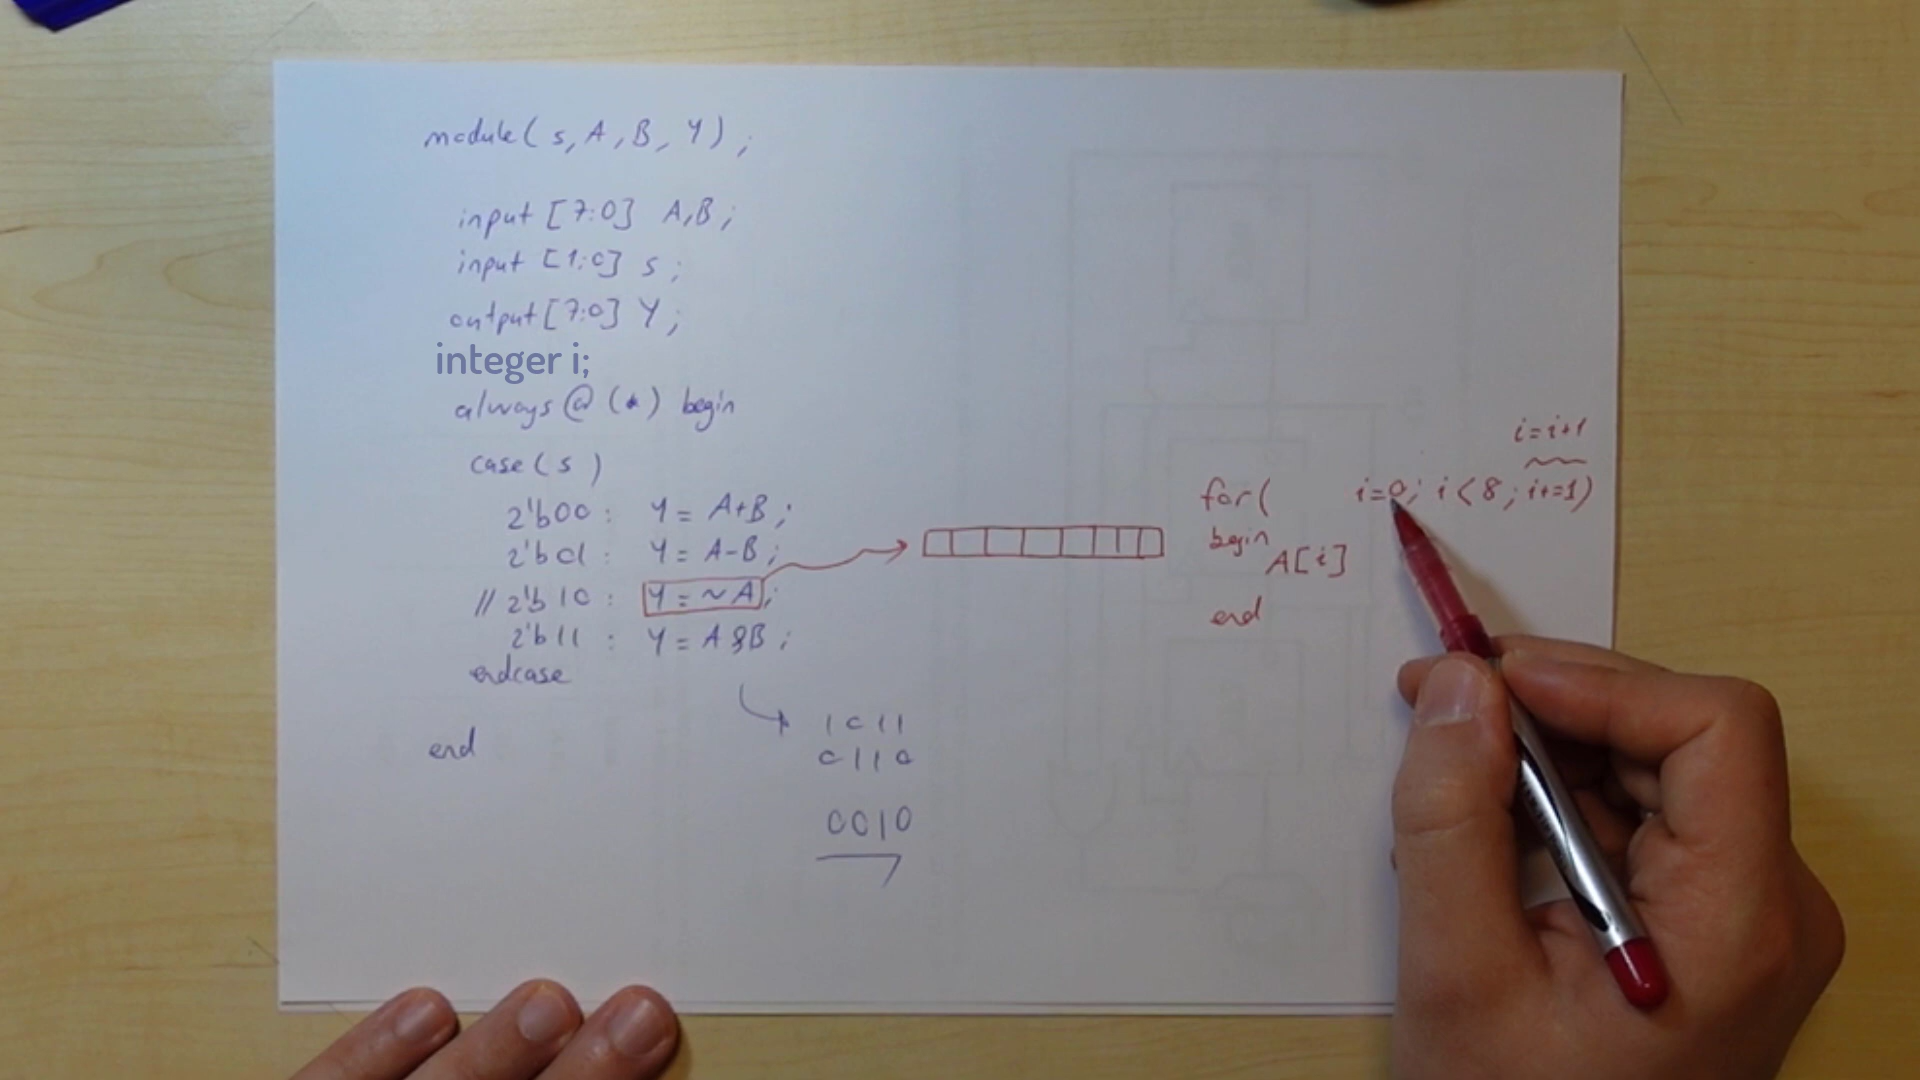 module( s, A, B, Y) ;
input [7:0] A,B ;
input [1:0] s ;
output [7:0] Y ;
integer i;
always @ (*) begin
case( s )
2'b00 : Y = A+B ;
2'b01 : Y = A-B ;
// 2'b10 : Y = ~A ;
2'b11 : Y = A&B ;
endcase
end
1011
0110
0010
i=i+1
for( i=0; i<8; i+=1)
begin
A[i]
end